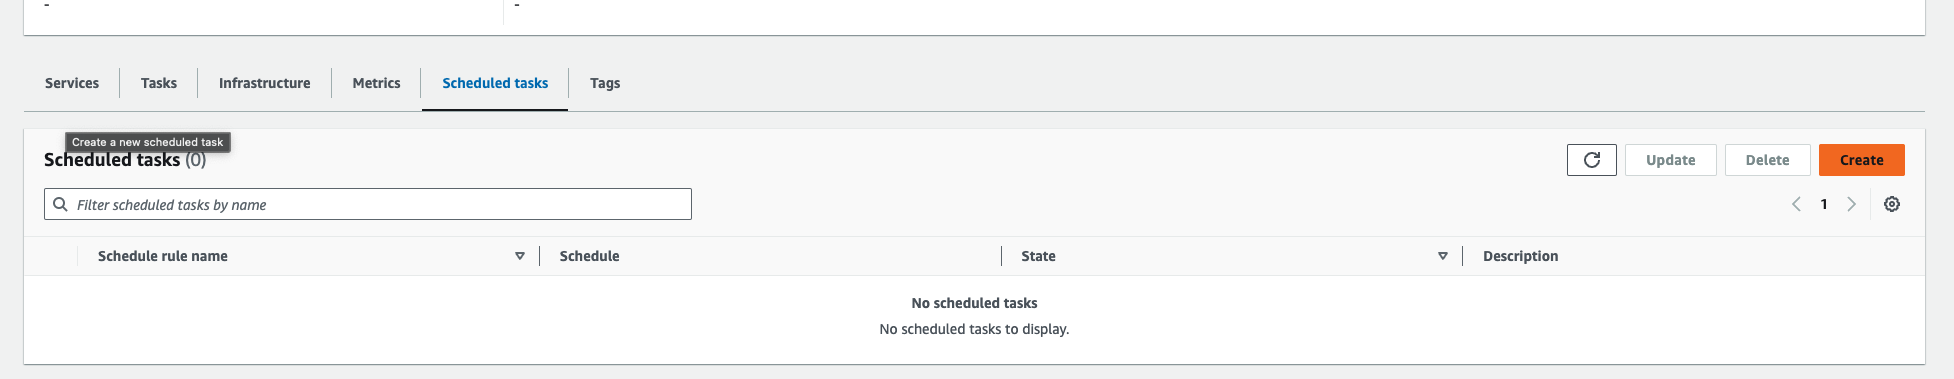 -
-
Services
Tasks
Infrastructure
Metrics
Scheduled tasks
Tags
Create a new scheduled task
Scheduled tasks (0)
Update
Delete
Create
Filter scheduled tasks by name
1
Schedule rule name
Schedule
State
Description
No scheduled tasks
No scheduled tasks to display.